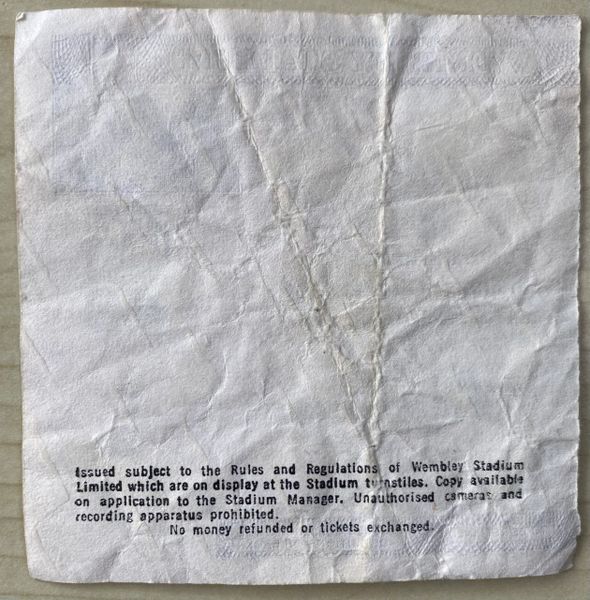 Issued subject to the Rules and Regulations of Wembley Stadium
Limited which are on display at the Stadium turnstiles. Copy available
on application to the Stadium Manager. Unauthorised cameras and
recording apparatus prohibited.
No money refunded or tickets exchanged.